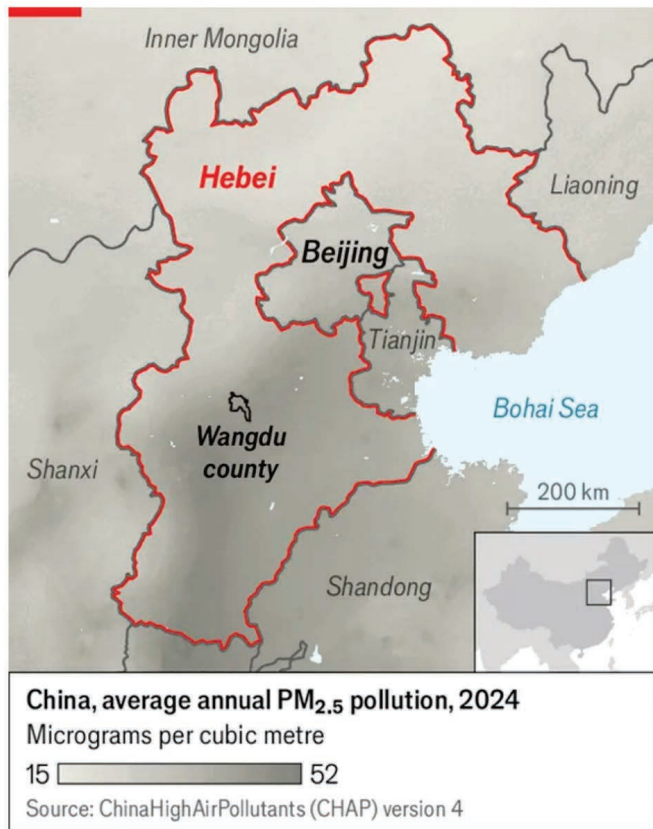 Inner Mongolia
Hebei
Liaoning
Beijing
Tianjin
Bohai Sea
Wangdu
county
Shanxi
200 km
Shandong
China, average annual PM2.5 pollution, 2024
Micrograms per cubic metre
15 52
Source: ChinaHighAirPollutants (CHAP) version 4